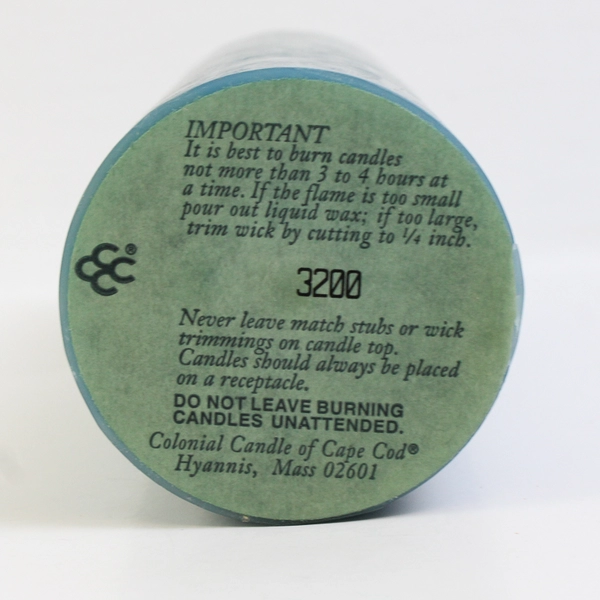 IMPORTANT
It is best to burn candles
not more than 3 to 4 hours at
a time. If the flame is too small
pour out liquid wax; if too large,
trim wick by cutting to ¼ inch.
CCCC®
3200
Never leave match stubs or wick
trimmings on candle top.
Candles should always be placed
on a receptacle.
DO NOT LEAVE BURNING
CANDLES UNATTENDED.
Colonial Candle of Cape Cod®
Hyannis, Mass 02601